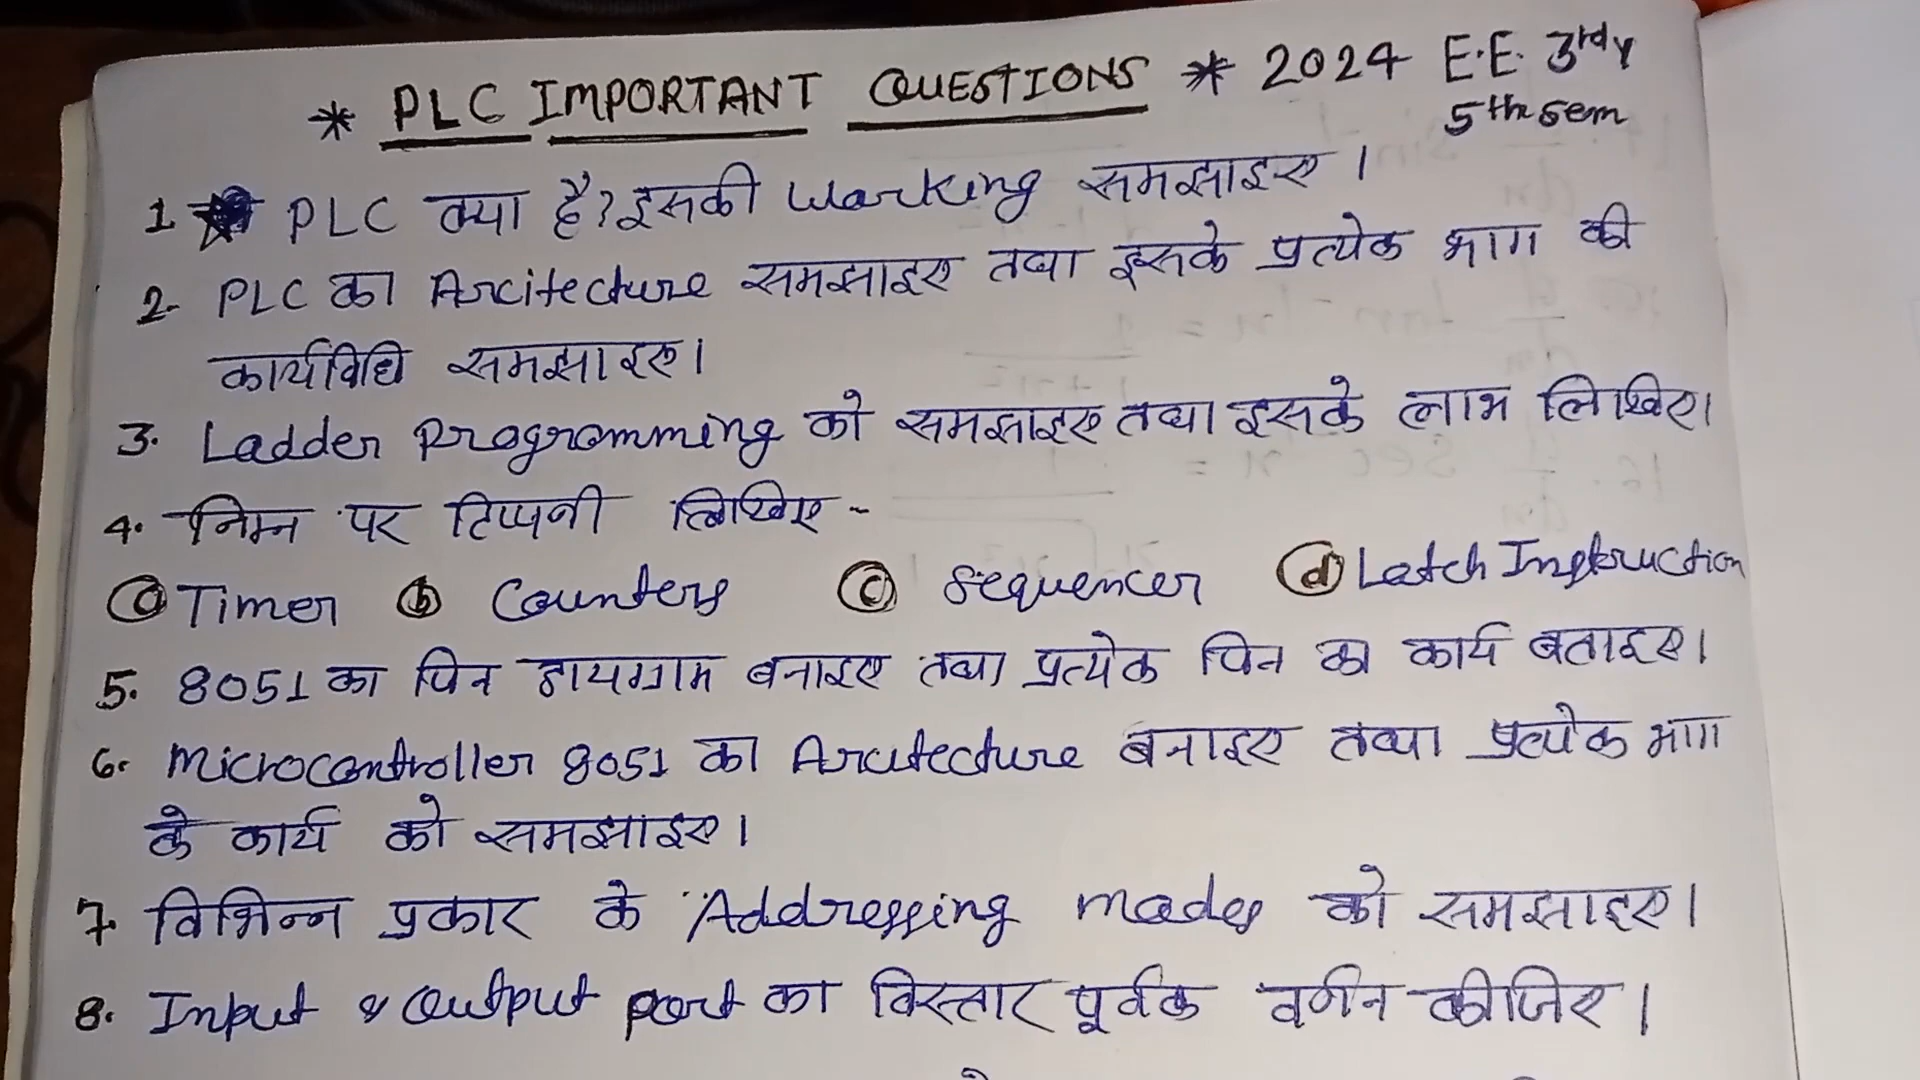 * PLC IMPORTANT QUESTIONS * 2024 E.E. 3rd Y
5th Sem
1 PLC क्या है? इसकी Working समझाइए ।
2. PLC का Arcitecture समझाइए तथा इसके प्रत्येक भाग की
कार्यविधि समझाइए।
3. Ladder Programming को समझाइए तथा इसके लाभ लिखिए।
4. निम्न पर टिप्पनी लिखिए -
(a) Timer (b) Counters (c) Sequencer (d) Latch Instruction
5. 8051 का पिन डायग्राम बनाइए तथा प्रत्येक पिन का कार्य बताइए।
6. Microcontroller 8051 का Arcitecture बनाइए तथा प्रत्येक भाग
के कार्य को समझाइए।
7. विभिन्न प्रकार के Addressing modes को समझाइए।
8. Input & Output port का विस्तार पूर्वक वर्णन कीजिए।